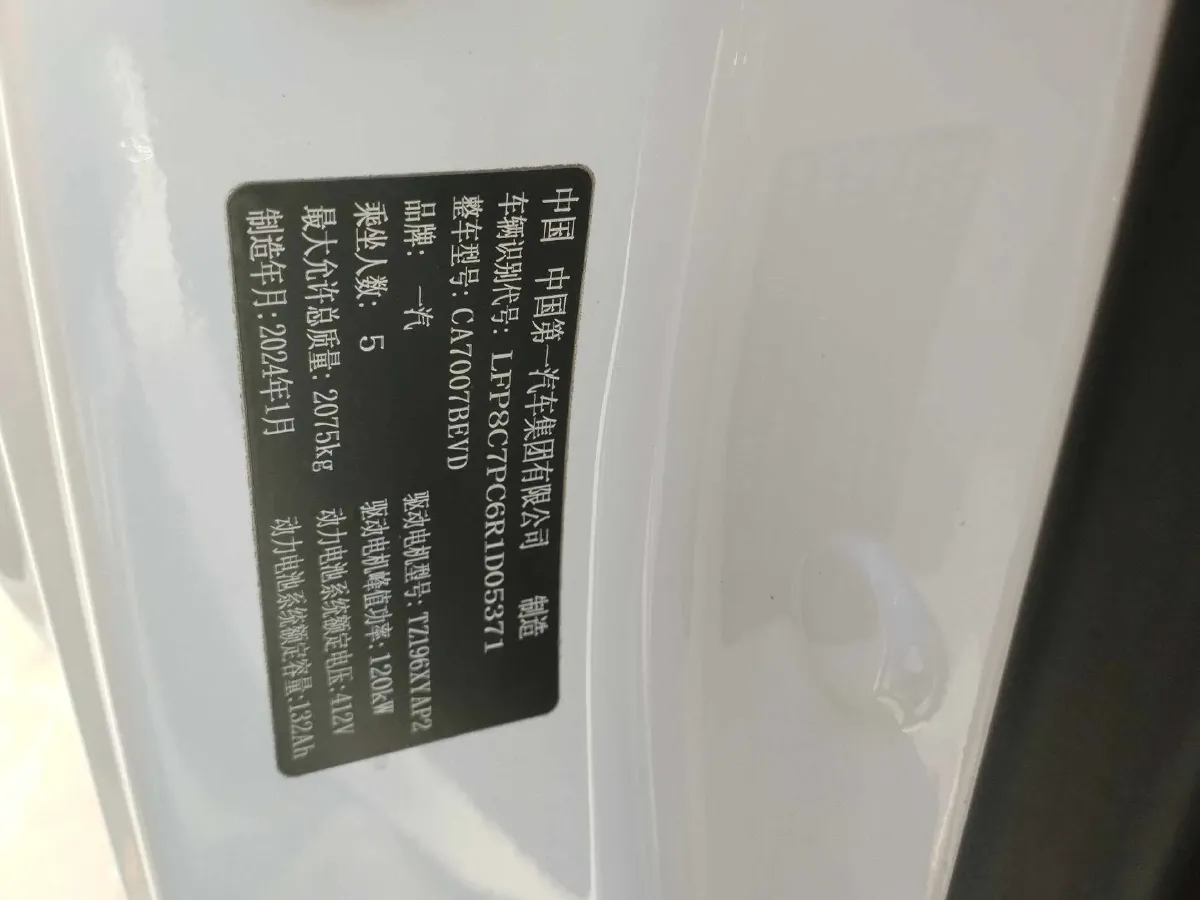 中国 中国第一汽车集团有限公司 制造
车辆识别代号: LFP8C7PC6R1D05371
整车型号: CA7007BEVD
品牌: 一汽 驱动电机型号: TZ196XYAP2
乘坐人数: 5 驱动电机峰值功率: 120kW
最大允许总质量: 2075kg 动力电池系统额定电压: 412V
制造年月: 2024年1月 动力电池系统额定容量: 132Ah